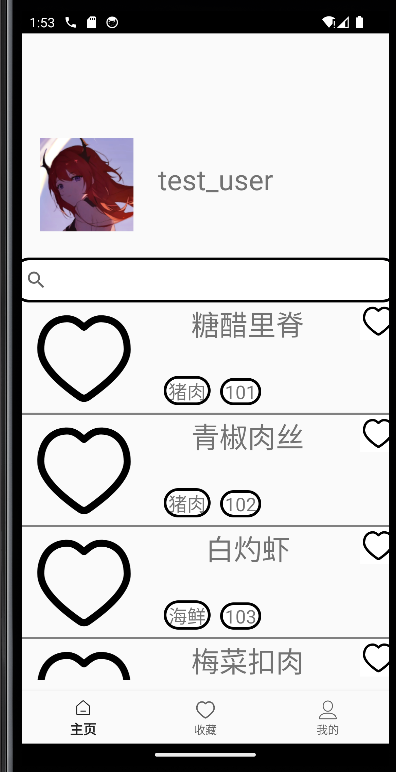 1:53
test_user
糖醋里脊
猪肉 101
青椒肉丝
猪肉 102
白灼虾
海鲜 103
梅菜扣肉
主页 收藏 我的